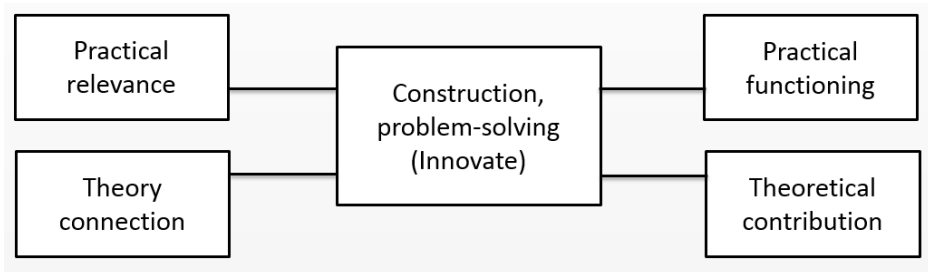 Practical
relevance
Theory
connection
Construction,
problem-solving
(Innovate)
Practical
functioning
Theoretical
contribution